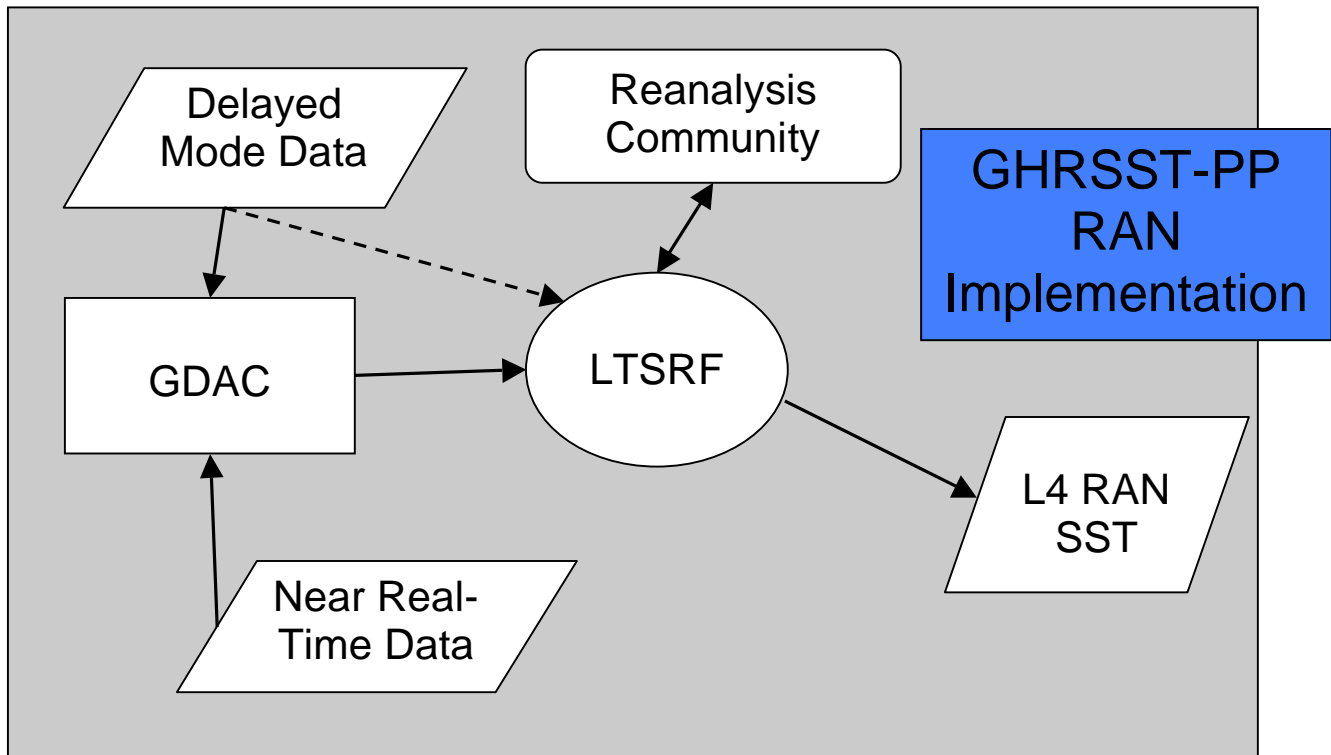 Delayed
Mode Data
Reanalysis
Community
GHRSST-PP
RAN
Implementation
GDAC
LTSRF
L4 RAN
SST
Near Real-
Time Data